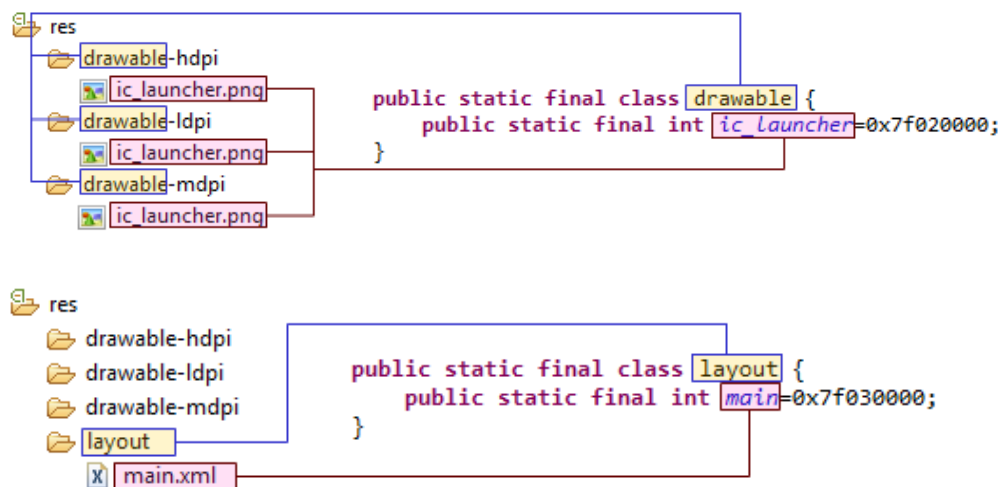 res
drawable-hdpi
ic_launcher.png
drawable-ldpi
ic_launcher.png
drawable-mdpi
ic_launcher.png
public static final class drawable {
public static final int ic_launcher=0x7f020000;
}
res
drawable-hdpi
drawable-ldpi
drawable-mdpi
layout
main.xml
public static final class layout {
public static final int main=0x7f030000;
}